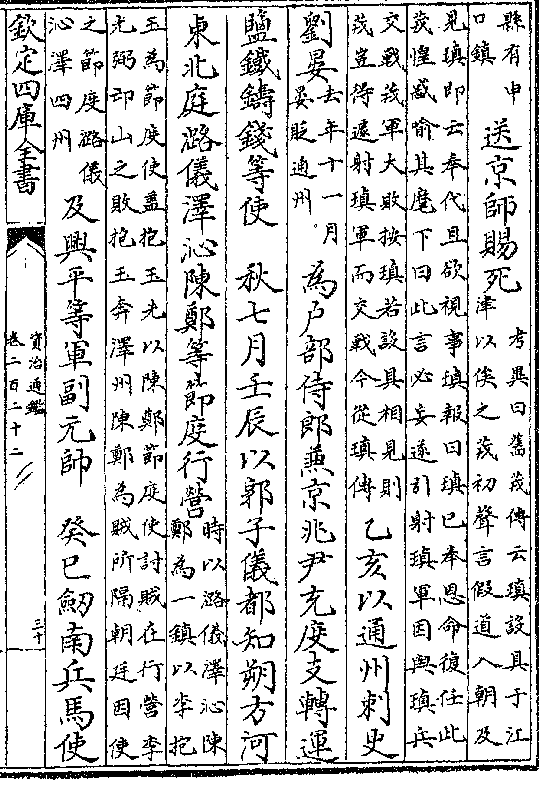 縣有申
口鎮
送京師賜死
考異曰舊茙傳云瑱設具于江
津以俟之茙初聲言假道入朝及
見瑱即云奉代且欲視事瑱報曰瑱已奉恩命復任此
茙惶惑喻其麾下曰此言必妄遂引射瑱軍因與瑱兵
交戰茙軍大敗按瑱若設具相見則
茙豈得遽射瑱軍而交戰今從瑱傳
乙亥以通州刺史
劉晏
去年十一月
晏貶通州。
為戶部侍郎兼京兆尹充度支轉運
鹽鐵鑄錢等使 秋七月壬辰以郭子儀都知朔方河
東北庭潞儀澤沁陳鄭等節度行營
時以潞儀澤沁陳
鄭為一鎮以李抱
玉為節度使蓋抱玉先以陳鄭節度使討賊在行營李
光弼邙山之敗抱玉奔澤州陳鄭為賊所隔朝廷因使
之節度潞儀
沁澤四州
及興平等軍副元帥 癸巳劒南兵馬使
欽定四庫全書
資治通鑑
卷二百二十二
三十